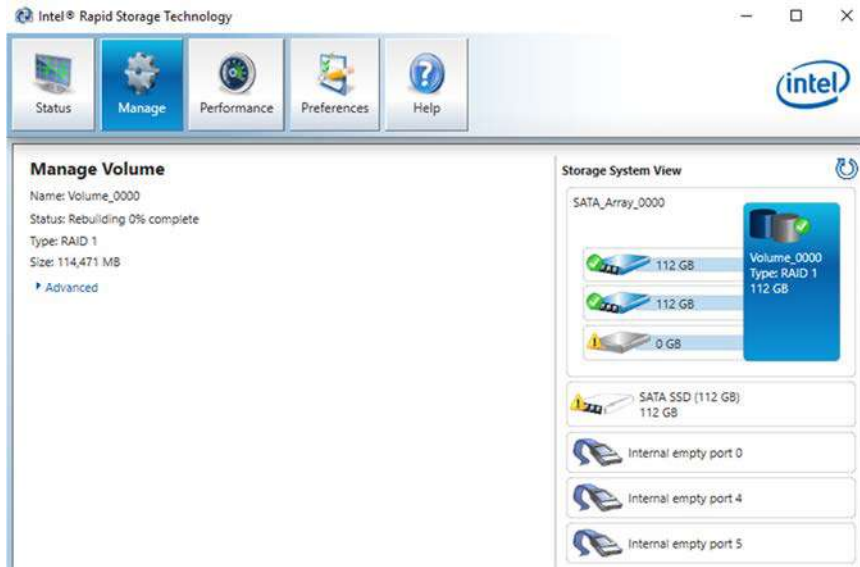 Intel® Rapid Storage Technology
Status
Manage
Performance
Preferences
Help
intel
Manage Volume
Name: Volume_0000
Status: Rebuilding 0% complete
Type: RAID 1
Size: 114,471 MB
Advanced
Storage System View
SATA_Array_0000
112 GB
112 GB
0 GB
Volume_0000
Type: RAID 1
112 GB
SATA SSD (112 GB)
112 GB
Internal empty port 0
Internal empty port 4
Internal empty port 5